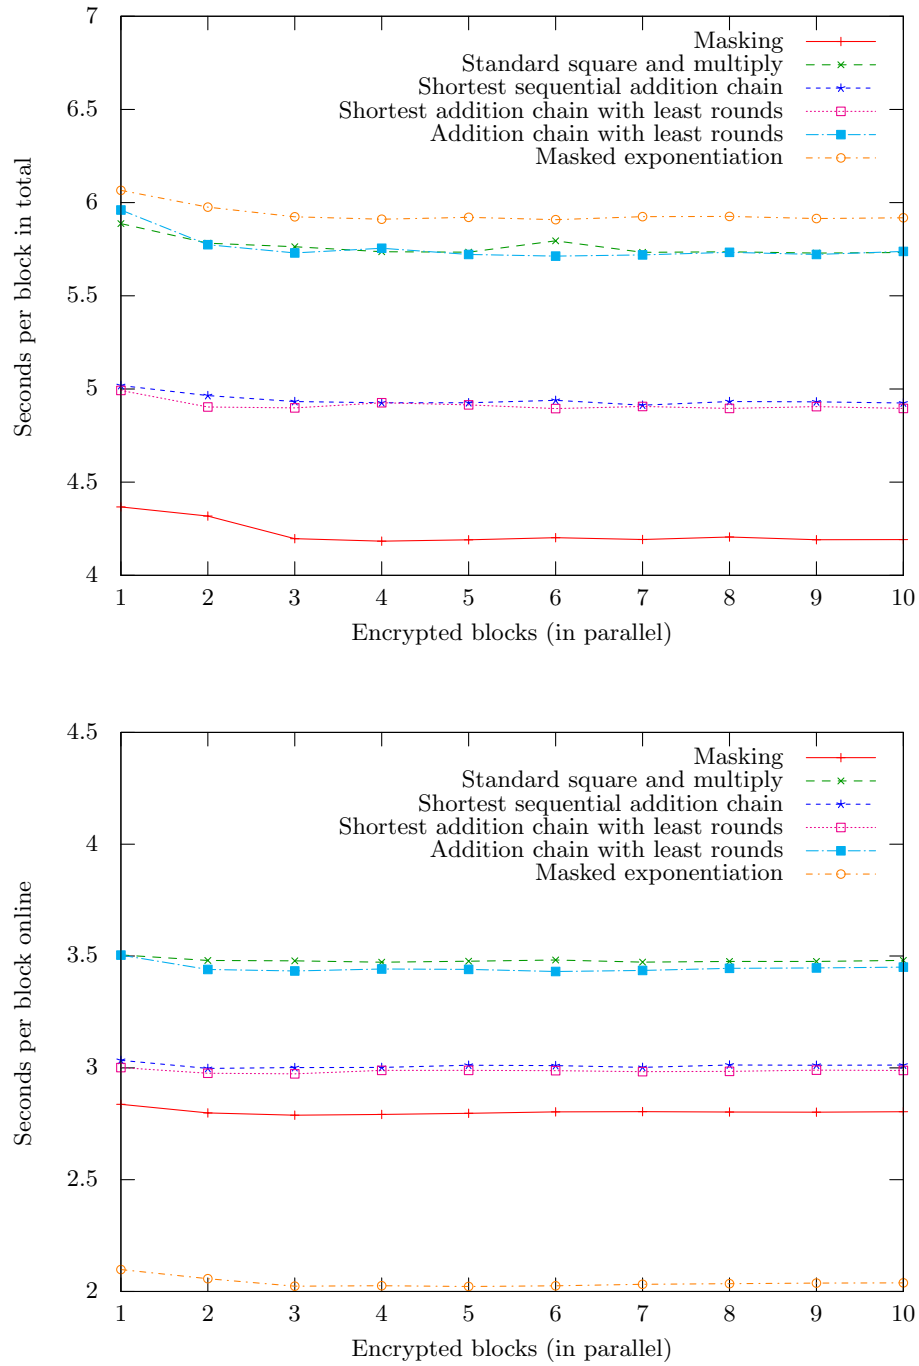 7
6.5
6
5.5
5
4.5
4
Seconds per block in total
Masking
Standard square and multiply
Shortest sequential addition chain
Shortest addition chain with least rounds
Addition chain with least rounds
Masked exponentiation
1 2 3 4 5 6 7 8 9 10
Encrypted blocks (in parallel)
4.5
4
3.5
3
2.5
2
Seconds per block online
Masking
Standard square and multiply
Shortest sequential addition chain
Shortest addition chain with least rounds
Addition chain with least rounds
Masked exponentiation
1 2 3 4 5 6 7 8 9 10
Encrypted blocks (in parallel)